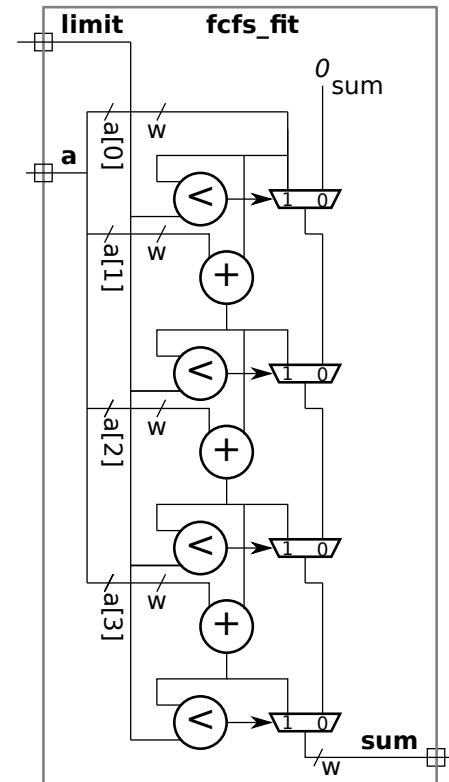 limit fcfs_fit
0
sum
a
a[0]
w
<
1 0
a[1]
w
+
<
1 0
a[2]
w
+
<
1 0
a[3]
w
+
<
1 0
sum
w